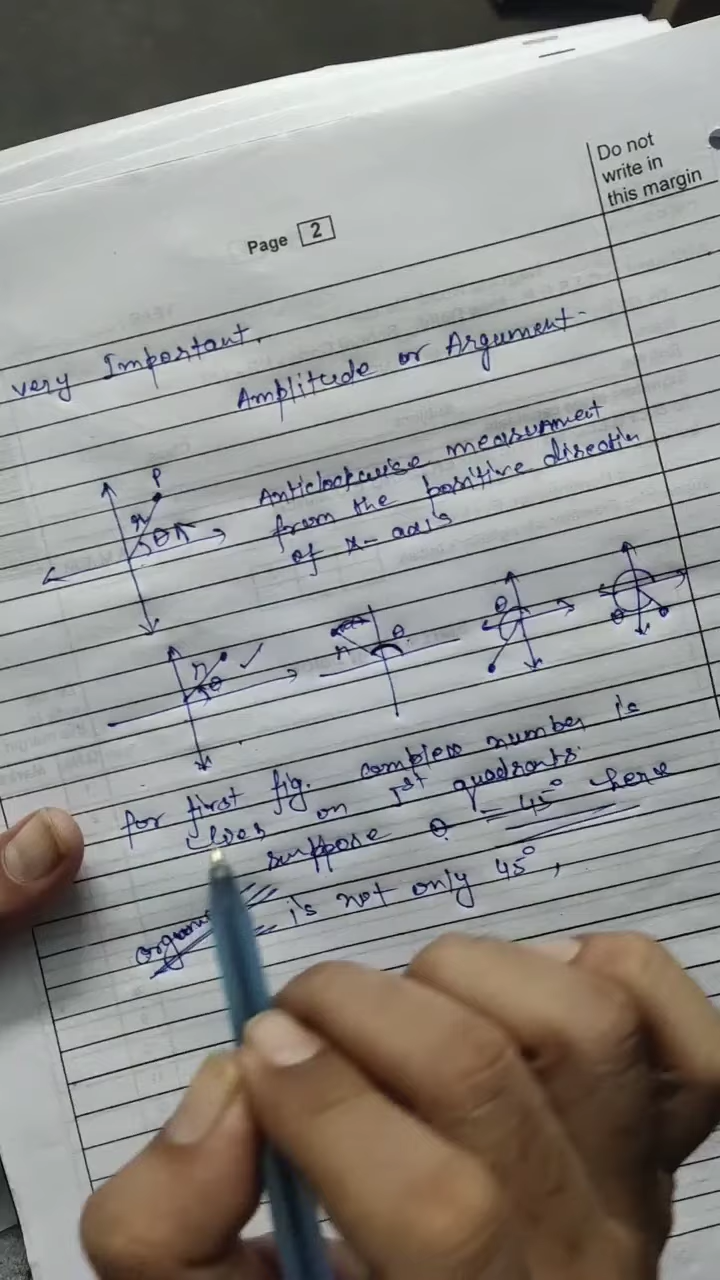 Do not
write in
this margin
Page 2
very Important.
Amplitude or Argument-
P
r
θ
Anticlockwise measurment
from the positive direction
of x-axis
r θ
r θ
θ
θ
for first fig. complex number is
lies on 1st quadrants.
suppose θ = 45° here
is not only 45°,